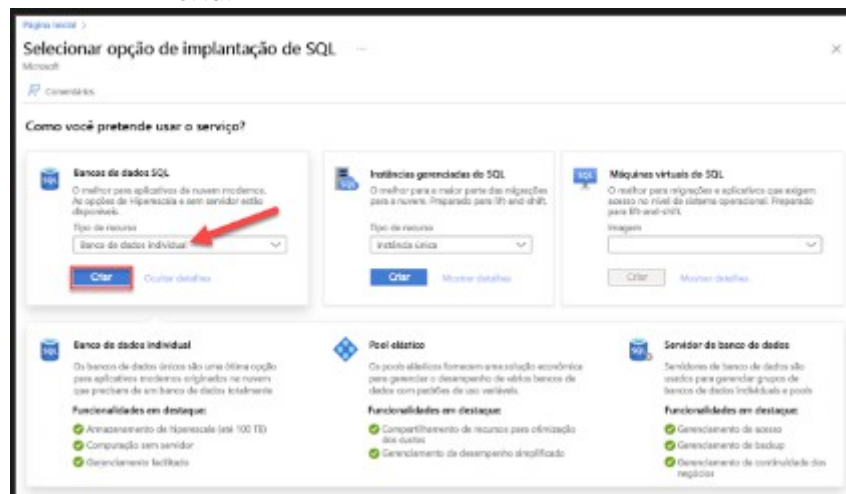 Página inicial >
Selecionar opção de implantação de SQL ...
Microsoft
Comentários
Como você pretende usar o serviço?
Bancos de dados SQL
O melhor para aplicativos de nuvem modernos.
As opções de Hiperescala e sem servidor estão
disponíveis.
Tipo de recurso
Banco de dados individual
Criar
Ocultar detalhes
Instâncias gerenciadas do SQL
O melhor para a maior parte das migrações
para a nuvem. Preparado para lift-and-shift.
Tipo de recurso
Instância única
Criar
Mostrar detalhes
Máquinas virtuais do SQL
O melhor para migrações e aplicativos que exigem
acesso no nível do sistema operacional. Preparado
para lift-and-shift.
Imagem
Criar
Mostrar detalhes
Banco de dados individual
Os bancos de dados únicos são uma ótima opção
para aplicativos modernos originados na nuvem
que precisam de um banco de dados totalmente
Funcionalidades em destaque:
Armazenamento de hiperescala (até 100 TB)
Computação sem servidor
Gerenciamento facilitado
Pool elástico
Os pools elásticos fornecem uma solução econômica
para gerenciar o desempenho de vários bancos de
dados com padrões de uso variáveis.
Funcionalidades em destaque:
Compartilhamento de recursos para otimização
dos custos
Gerenciamento de desempenho simplificado
Servidor de banco de dados
Servidores de banco de dados são
usados para gerenciar grupos de
bancos de dados individuais e pools
Funcionalidades em destaque:
Gerenciamento de acesso
Gerenciamento de backup
Gerenciamento de continuidade dos
negócios